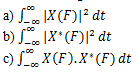 a) ∫_{-∞}^{∞} |X(F)|² dt
b) ∫_{-∞}^{∞} |X*(F)|² dt
c) ∫_{-∞}^{∞} X(F).X*(F) dt